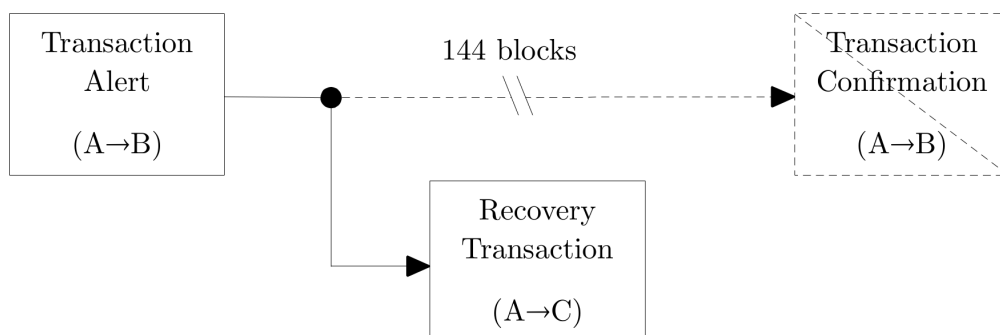 Transaction
Alert
(A→B)
144 blocks
Transaction
Confirmation
(A→B)
Recovery
Transaction
(A→C)